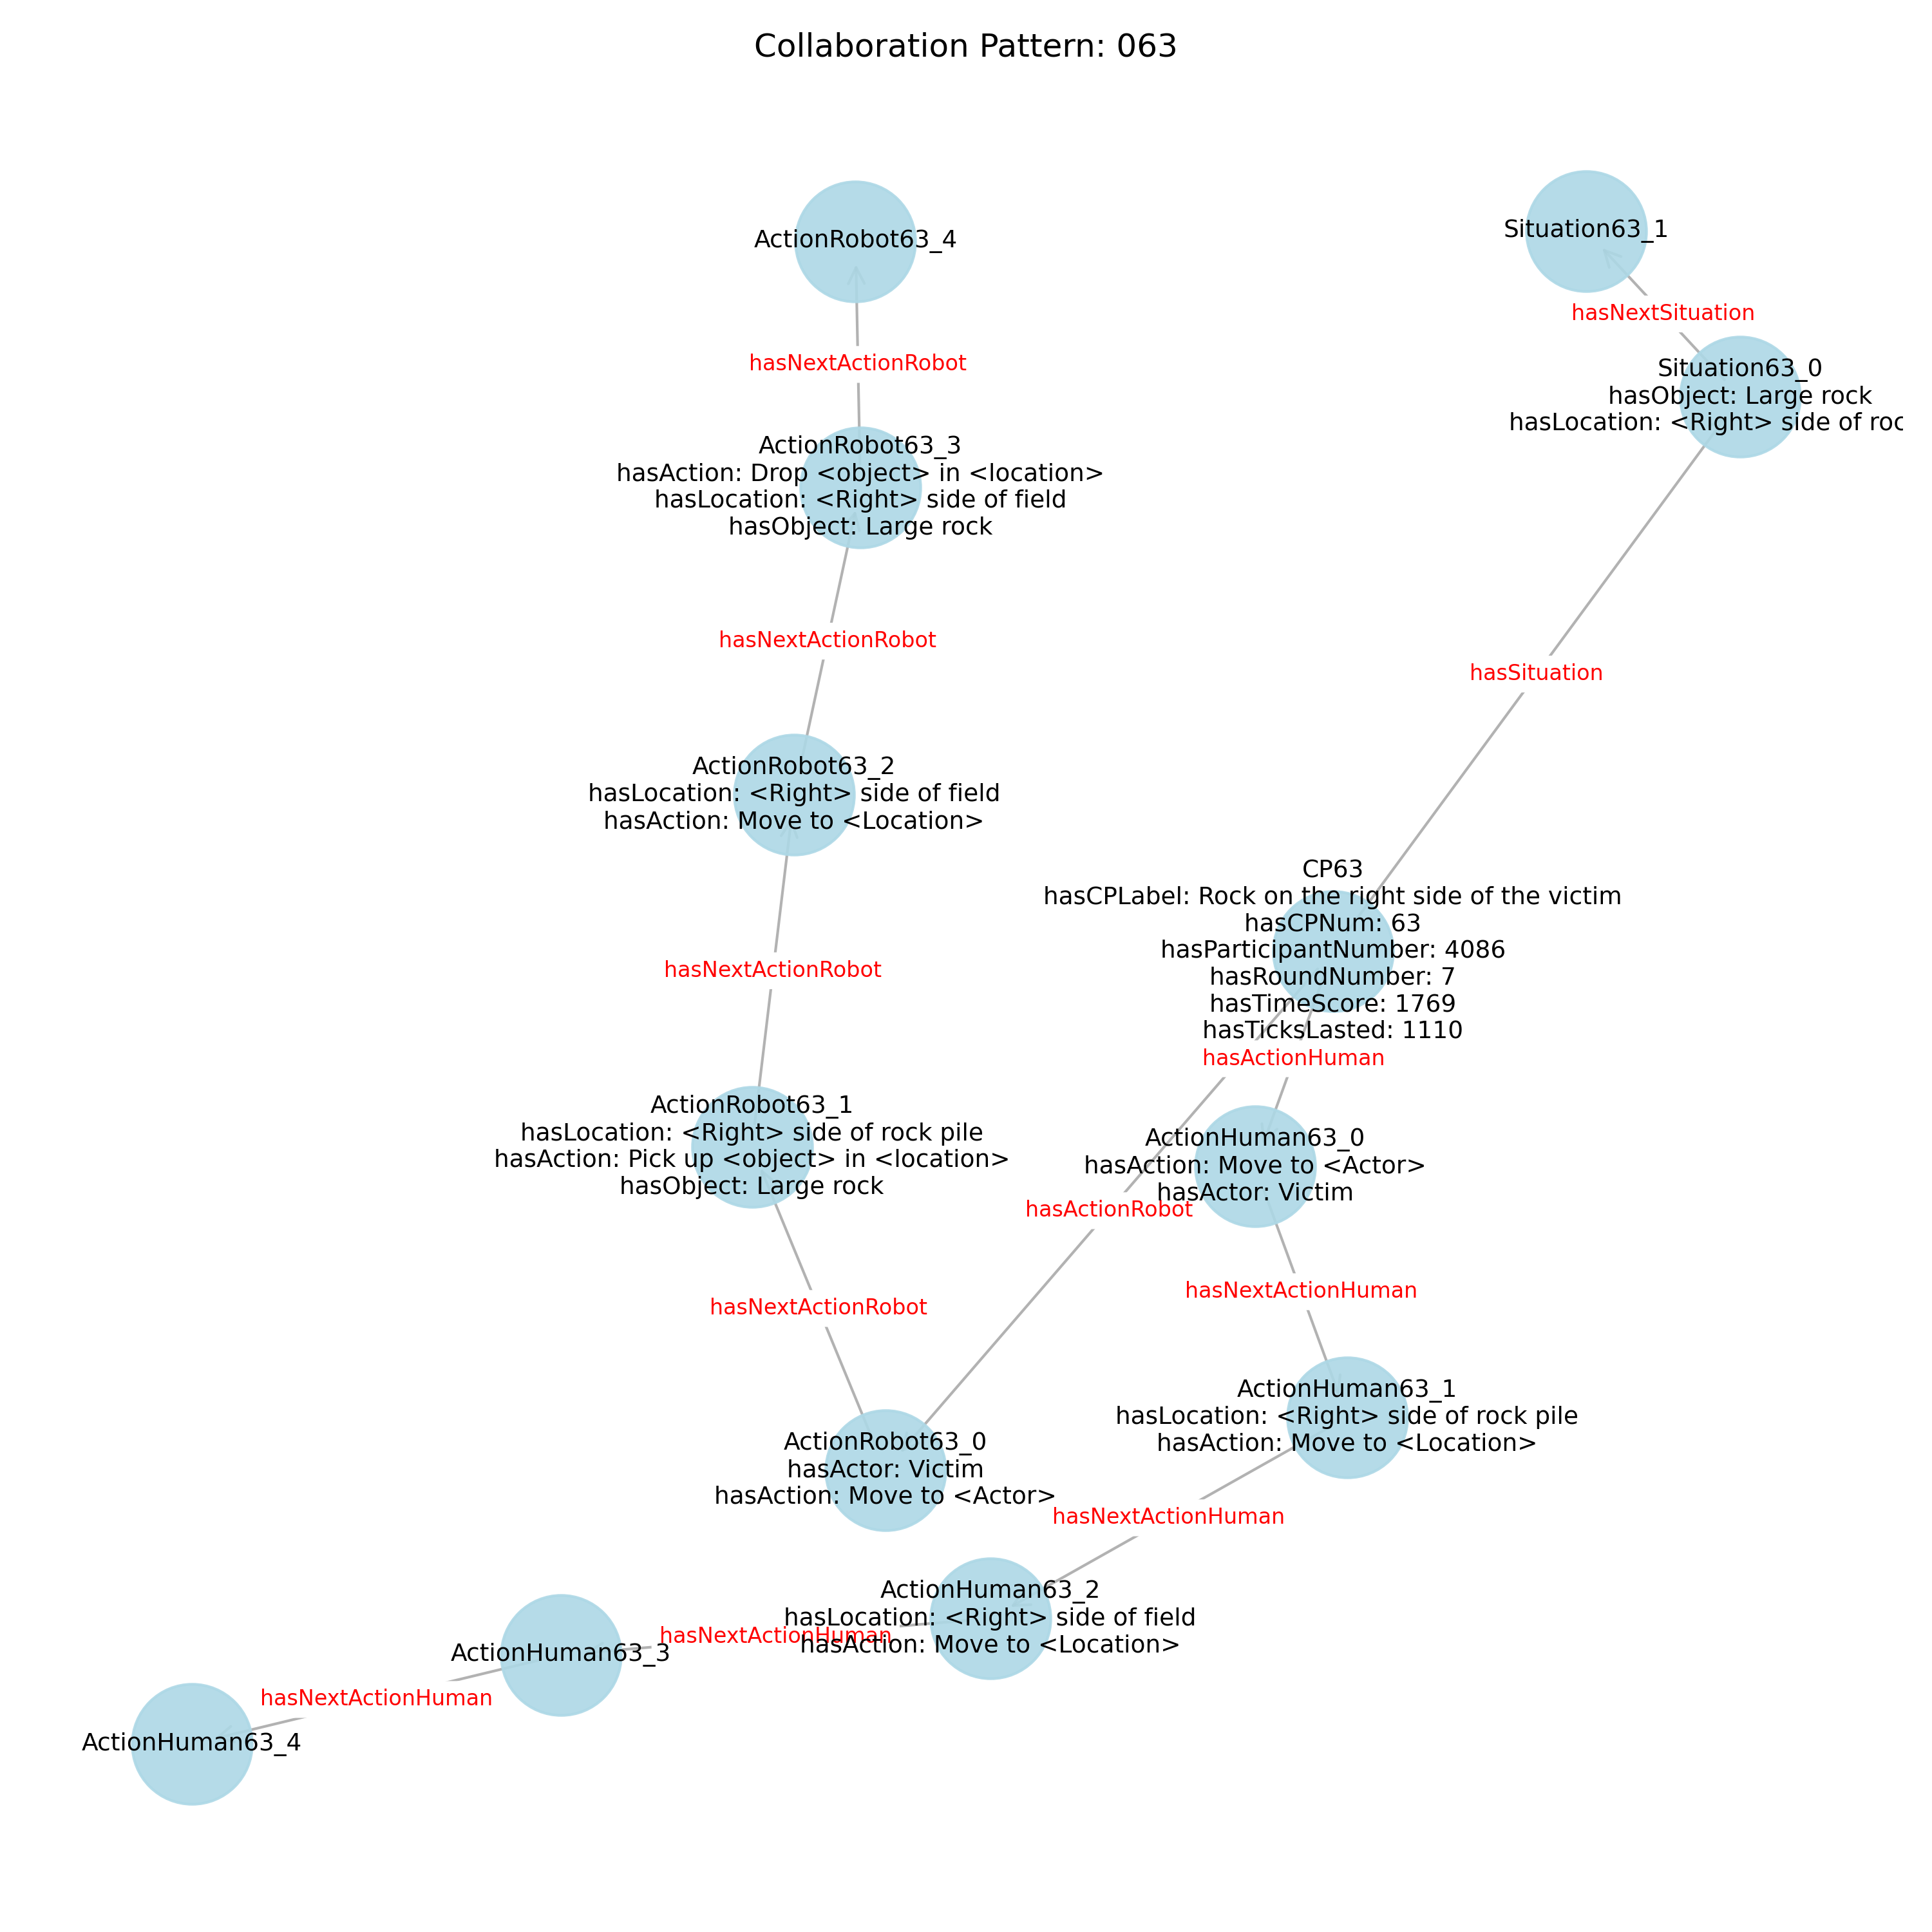 Collaboration Pattern: 063
ActionRobot63_4
Situation63_1
hasNextSituation
hasNextActionRobot
Situation63_0
hasObject: Large rock
hasLocation: <Right> side of roc
ActionRobot63_3
hasAction: Drop <object> in <location>
hasLocation: <Right> side of field
hasObject: Large rock
hasNextActionRobot
hasSituation
ActionRobot63_2
hasLocation: <Right> side of field
hasAction: Move to <Location>
CP63
hasCPLabel: Rock on the right side of the victim
hasCPNum: 63
hasParticipantNumber: 4086
hasRoundNumber: 7
hasTimeScore: 1769
hasTicksLasted: 1110
hasNextActionRobot
hasActionHuman
ActionRobot63_1
hasLocation: <Right> side of rock pile
hasAction: Pick up <object> in <location>
hasObject: Large rock
ActionHuman63_0
hasAction: Move to <Actor>
hasActor: Victim
hasActionRobot
hasNextActionHuman
hasNextActionRobot
ActionHuman63_1
hasLocation: <Right> side of rock pile
hasAction: Move to <Location>
ActionRobot63_0
hasActor: Victim
hasAction: Move to <Actor>
hasNextActionHuman
ActionHuman63_2
hasLocation: <Right> side of field
hasAction: Move to <Location>
hasNextActionHuman
ActionHuman63_3
hasNextActionHuman
ActionHuman63_4